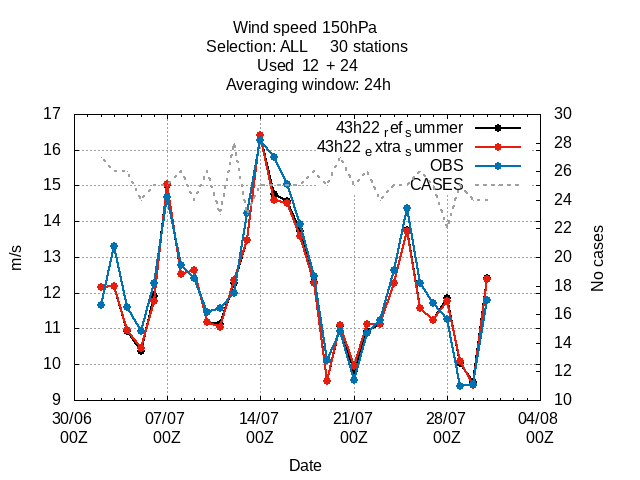 Wind speed 150hPa
Selection: ALL 30 stations
Used 12 + 24
Averaging window: 24h
17 30
16 28
15 26
14 24
13 22
12 20
11 18
10 16
9 14
12
10
43h22 ref summer
43h22 extra summer
OBS
CASES
m/s
No cases
30/06 07/07 14/07 21/07 28/07 04/08
00Z 00Z 00Z 00Z 00Z 00Z
Date